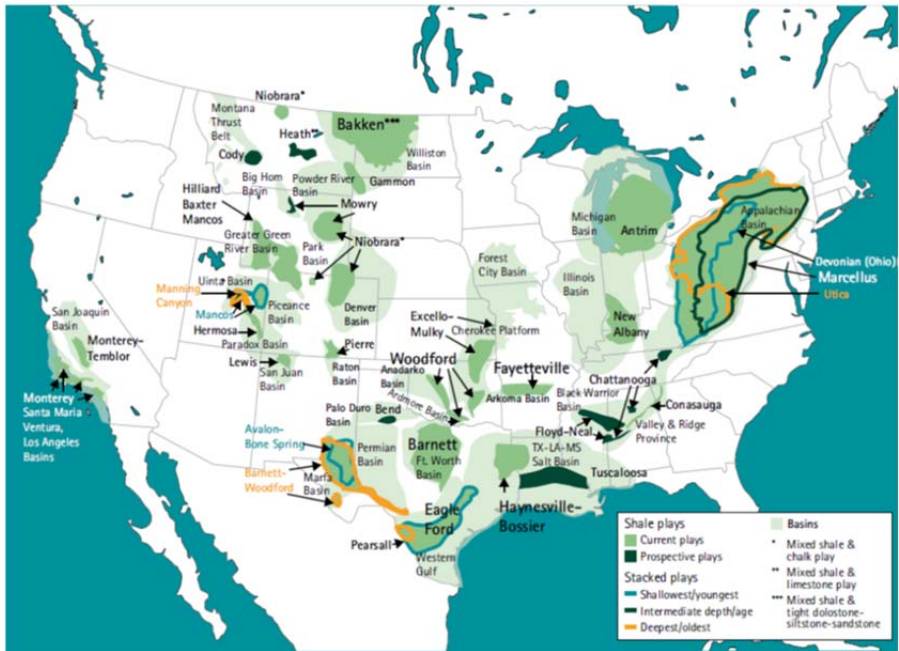 Niobrara*
Montana
Thrust
Belt
Heath**
Bakken***
Cody
Williston
Basin
Big Horn
Basin
Powder River
Basin
Gammon
Hilliard
Baxter
Mancos
Mowry
Greater Green
River Basin
Park
Basin
Niobrara*
Michigan
Basin
Antrim
Appalachian
Basin
Forest
City Basin
Devonian (Ohio)
Marcellus
Utica
Uinta Basin
Manning
Canyon
Mancos
Piceance
Basin
Denver
Basin
Illinois
Basin
San Joaquin
Basin
Hermosa
Paradox Basin
Excello-
Mulky
Cherokee Platform
New
Albany
Monterey-
Temblor
Pierre
Lewis
San Juan
Basin
Raton
Basin
Anadarko
Basin
Woodford
Fayetteville
Chattanooga
Arkoma Basin
Black Warrior
Basin
Conasauga
Ardmore Basin
Monterey
Santa Maria
Ventura,
Los Angeles
Basins
Palo Duro
Basin
Bend
Floyd-Neal
Valley & Ridge
Province
Avalon-
Bone Spring
Permian
Basin
Barnett
Ft. Worth
Basin
TX-LA-MS
Salt Basin
Tuscaloosa
Barnett-
Woodford
Marfa
Basin
Haynesville-
Bossier
Eagle
Ford
Pearsall
Western
Gulf
Shale plays
Current plays
Prospective plays
Stacked plays
Shallowest/youngest
Intermediate depth/age
Deepest/oldest
Basins
* Mixed shale &
chalk play
** Mixed shale &
limestone play
*** Mixed shale &
tight dolostone-
siltstone-sandstone